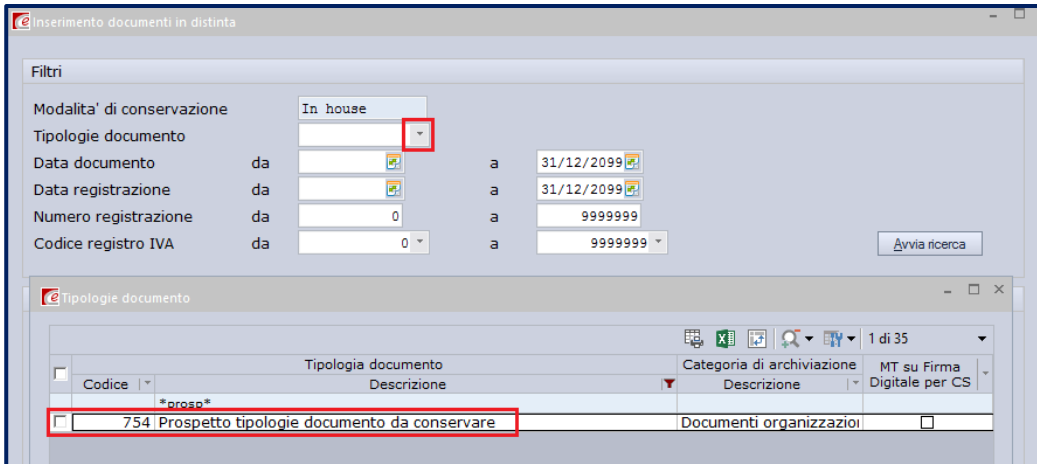 Inserimento documenti in distinta
Filtri
Modalita' di conservazione In house
Tipologie documento
Data documento da a 31/12/2099
Data registrazione da a 31/12/2099
Numero registrazione da 0 a 9999999
Codice registro IVA da 0 a 9999999 Avvia ricerca
Tipologie documento
1 di 35
Tipologia documento Categoria di archiviazione MT su Firma
Codice Descrizione Descrizione Digitale per CS
*prosp*
754 Prospetto tipologie documento da conservare Documenti organizzazioi